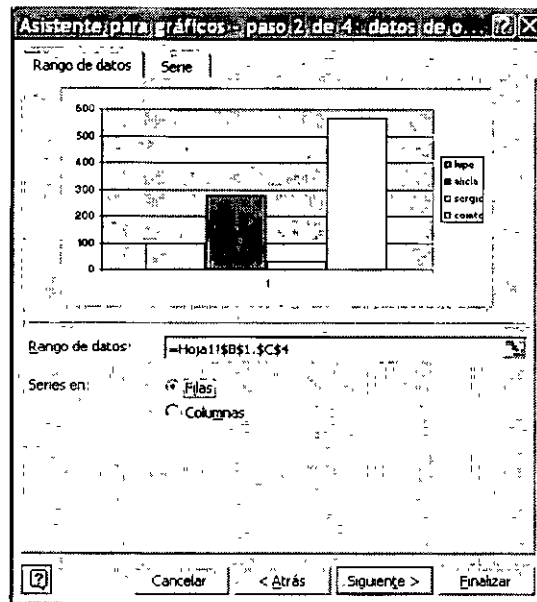 Asistente para gráficos - paso 2 de 4: datos de o...
Rango de datos Serie
600
500
400
300
200
100
0
1
lupe
sergio
Rango de datos: =Hoja1!$B$1:$C$4
Series en: Filas
Columnas
Cancelar < Atrás Siguiente > Finalizar